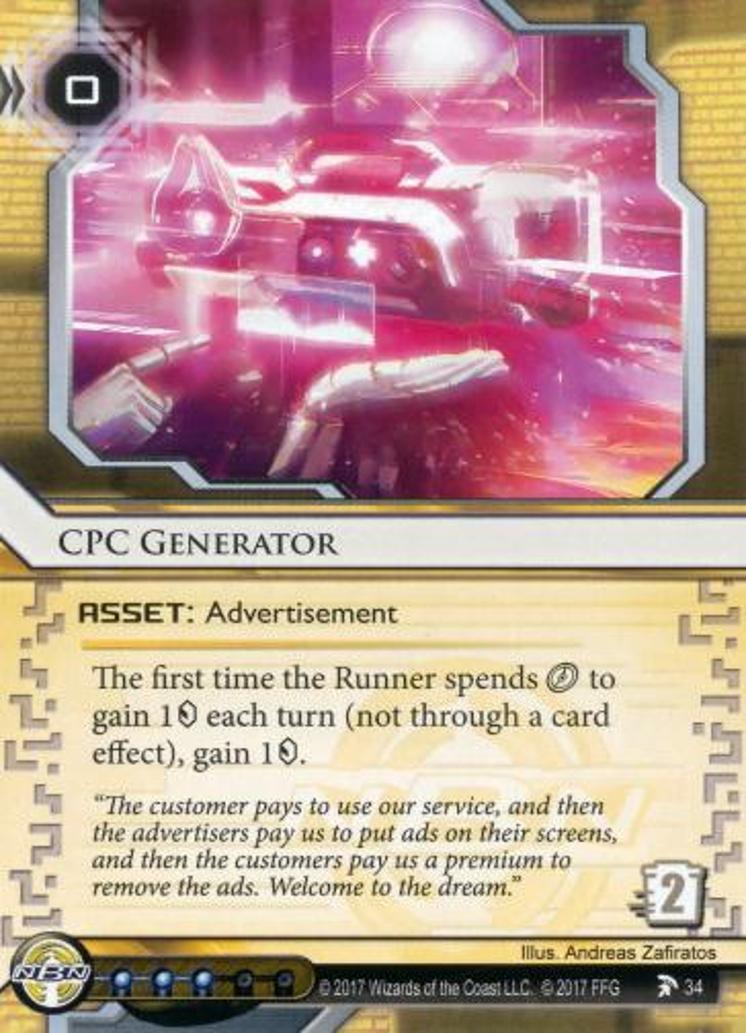 0
CPC Generator
ASSET: Advertisement
The first time the Runner spends to
gain 1 each turn (not through a card
effect), gain 1.
“The customer pays to use our service, and then
the advertisers pay us to put ads on their screens,
and then the customers pay us a premium to
remove the ads. Welcome to the dream.”
2
Illus. Andreas Zafiratos
NBN
© 2017 Wizards of the Coast LLC. © 2017 FFG
34